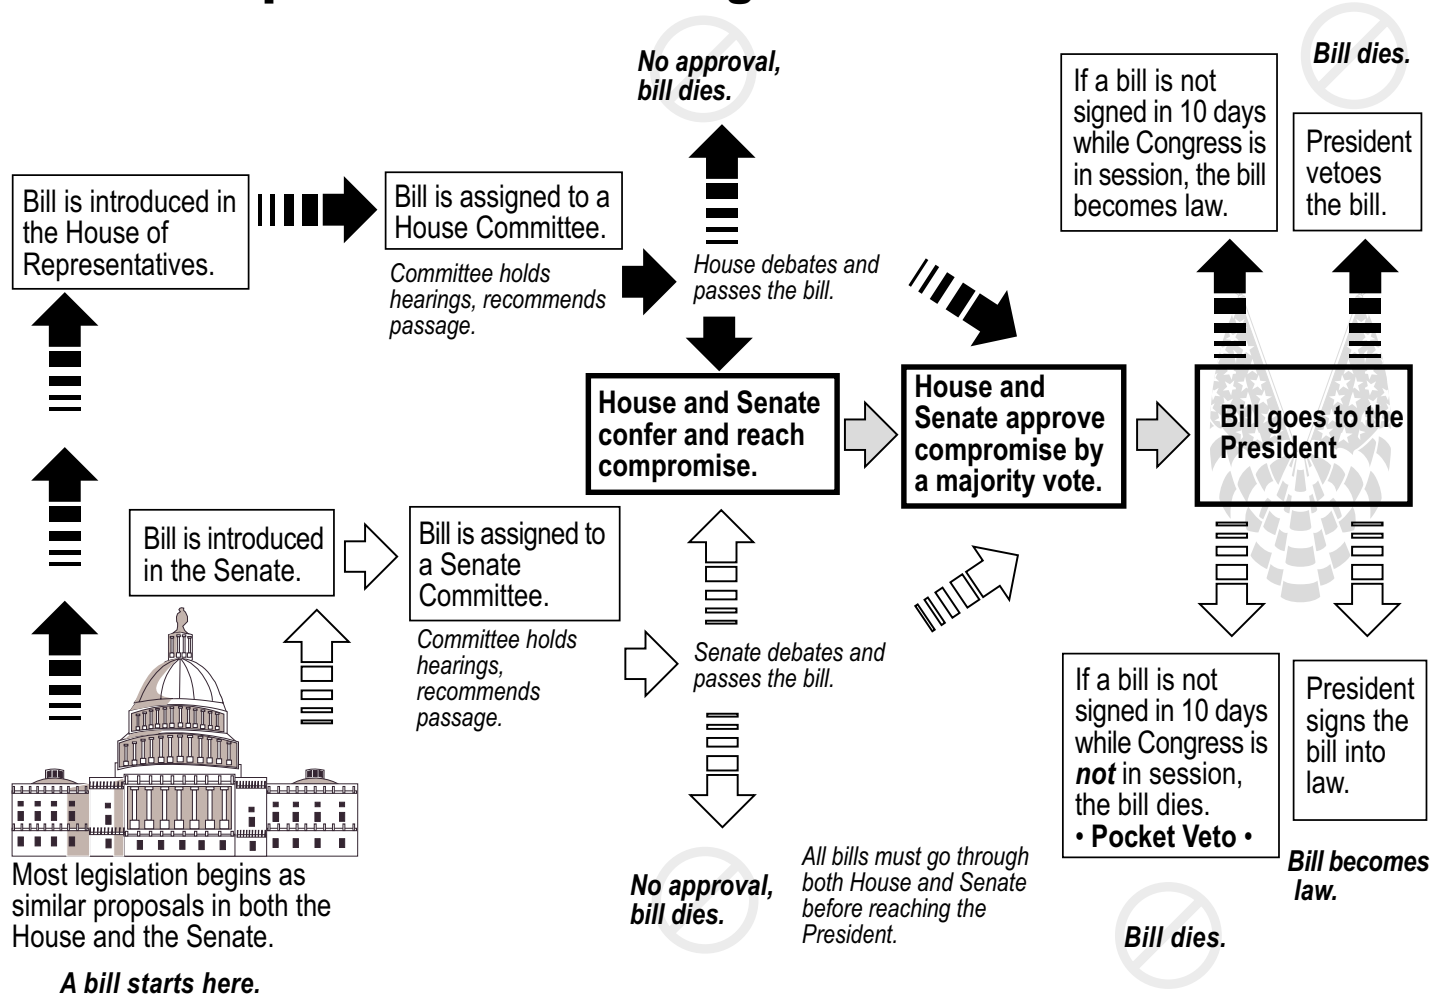 No approval,
bill dies.
Bill dies.
If a bill is not
signed in 10 days
while Congress is
in session, the bill
becomes law.
President
vetoes
the bill.
Bill is introduced in
the House of
Representatives.
Bill is assigned to a
House Committee.
Committee holds
hearings, recommends
passage.
House debates and
passes the bill.
House and Senate
confer and reach
compromise.
House and
Senate approve
compromise by
a majority vote.
Bill goes to the
President
Bill is introduced
in the Senate.
Bill is assigned to
a Senate
Committee.
Committee holds
hearings,
recommends
passage.
Senate debates and
passes the bill.
If a bill is not
signed in 10 days
while Congress is
not in session,
the bill dies.
• Pocket Veto •
President
signs the
bill into
law.
Bill becomes
law.
Bill dies.
No approval,
bill dies.
All bills must go through
both House and Senate
before reaching the
President.
Most legislation begins as
similar proposals in both the
House and the Senate.
A bill starts here.